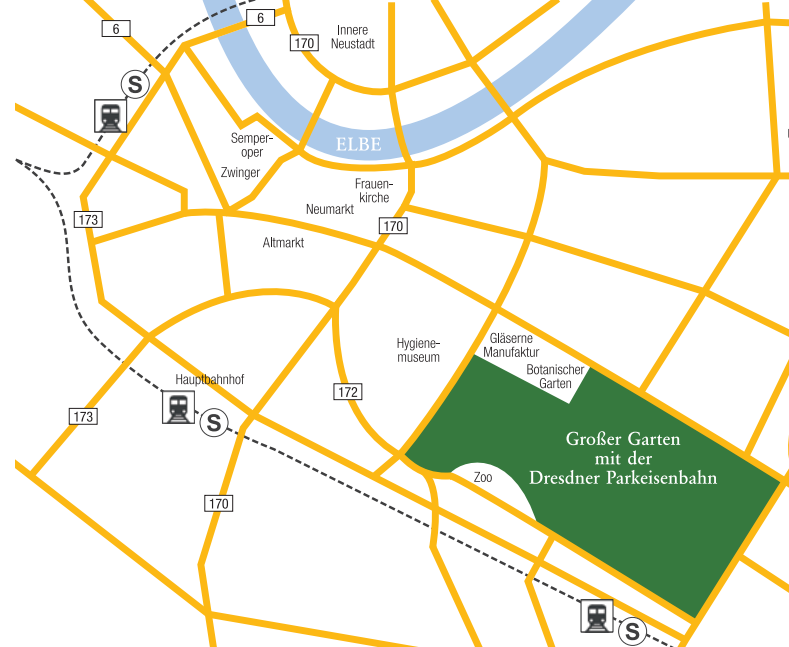 6
6
170
Innere
Neustadt
S
Semper-
oper
ELBE
Zwinger
Frauen-
kirche
Neumarkt
173
170
Altmarkt
Hygiene-
museum
Gläserne
Manufaktur
Botanischer
Garten
Hauptbahnhof
172
173
S
Großer Garten
mit der
Dresdner Parkeisenbahn
Zoo
170
S